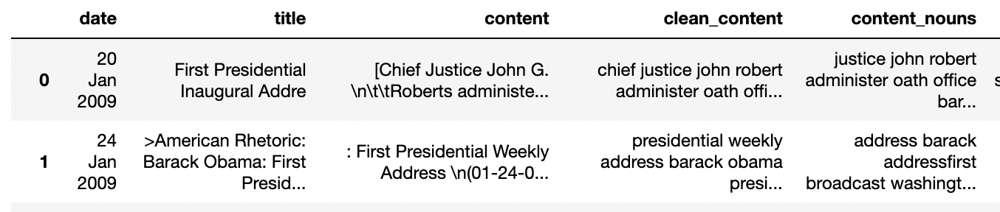 date title content clean_content content_nouns
20 justice john robert
First Presidential [Chief Justice John G. chief justice john robert administer oath office
0 Jan
Inaugural Addre \n\t\tRoberts administe... administer oath offi... bar...
2009
24 >American Rhetoric: presidential weekly address barack
1 Jan Barack Obama: First : First Presidential Weekly address barack obama addressfirst
2009 Presid... Address \n(01-24-0... presi... broadcast washingt...